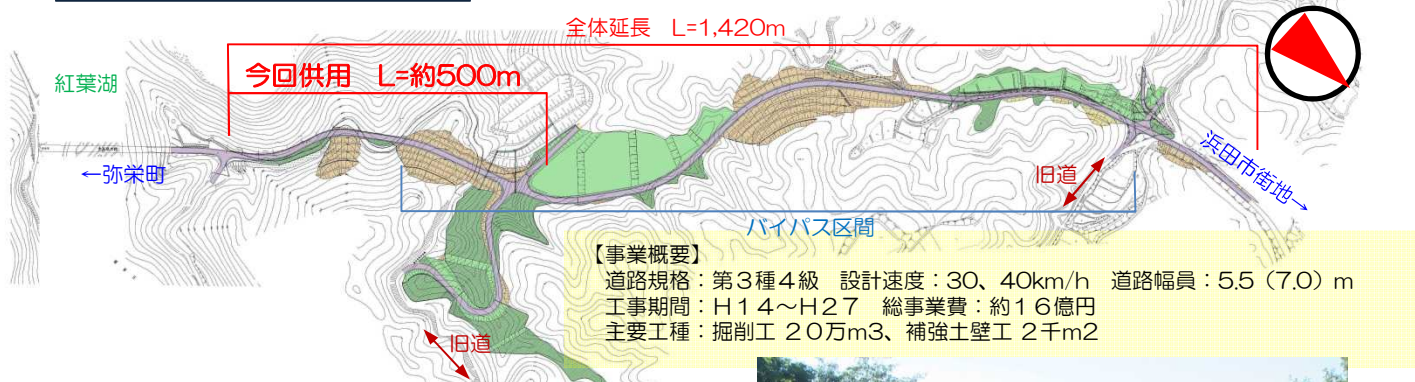 全体延長 L=1,420m
今回供用 L=約500m
紅葉湖
←弥栄町
旧道
浜田市街地→
バイパス区間
【事業概要】
道路規格：第3種4級 設計速度：30、40km/h 道路幅員：5.5（7.0）m
工事期間：H14～H27 総事業費：約16億円
主要工種：掘削工 20万m3、補強土壁工 2千m2
旧道